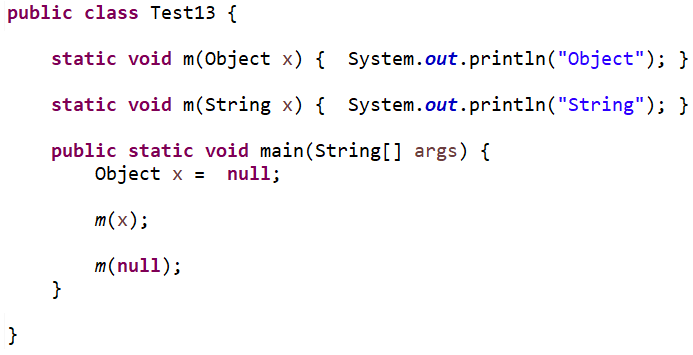 public class Test13 {
static void m(Object x) {  System.out.println("Object"); }
static void m(String x) {  System.out.println("String"); }
public static void main(String[] args) {
Object x =  null;
m(x);
m(null);
}
}